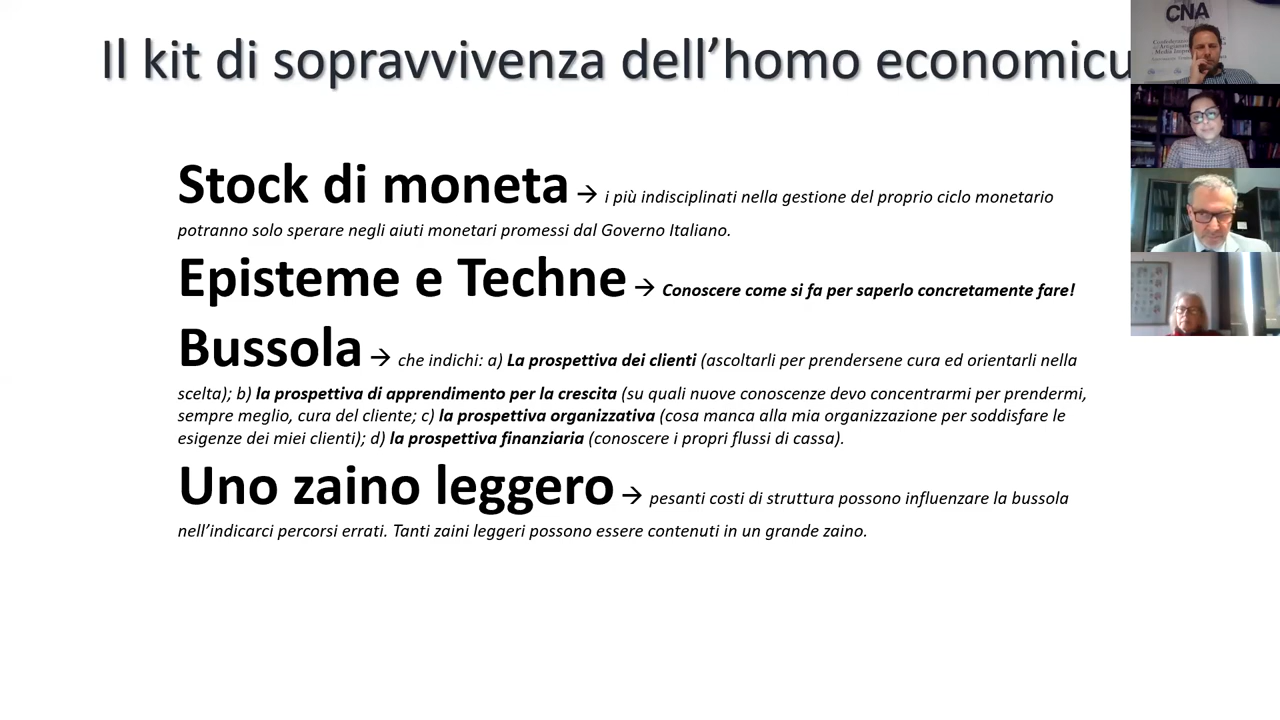 Il kit di sopravvivenza dell’homo economicu
CNA
Stock di moneta → i più indisciplinati nella gestione del proprio ciclo monetario
potranno solo sperare negli aiuti monetari promessi dal Governo Italiano.
Episteme e Techne → Conoscere come si fa per saperlo concretamente fare!
Bussola → che indichi: a) La prospettiva dei clienti (ascoltarli per prendersene cura ed orientarli nella
scelta); b) la prospettiva di apprendimento per la crescita (su quali nuove conoscenze devo concentrarmi per prendermi,
sempre meglio, cura del cliente; c) la prospettiva organizzativa (cosa manca alla mia organizzazione per soddisfare le
esigenze dei miei clienti); d) la prospettiva finanziaria (conoscere i propri flussi di cassa).
Uno zaino leggero → pesanti costi di struttura possono influenzare la bussola
nell’indicarci percorsi errati. Tanti zaini leggeri possono essere contenuti in un grande zaino.